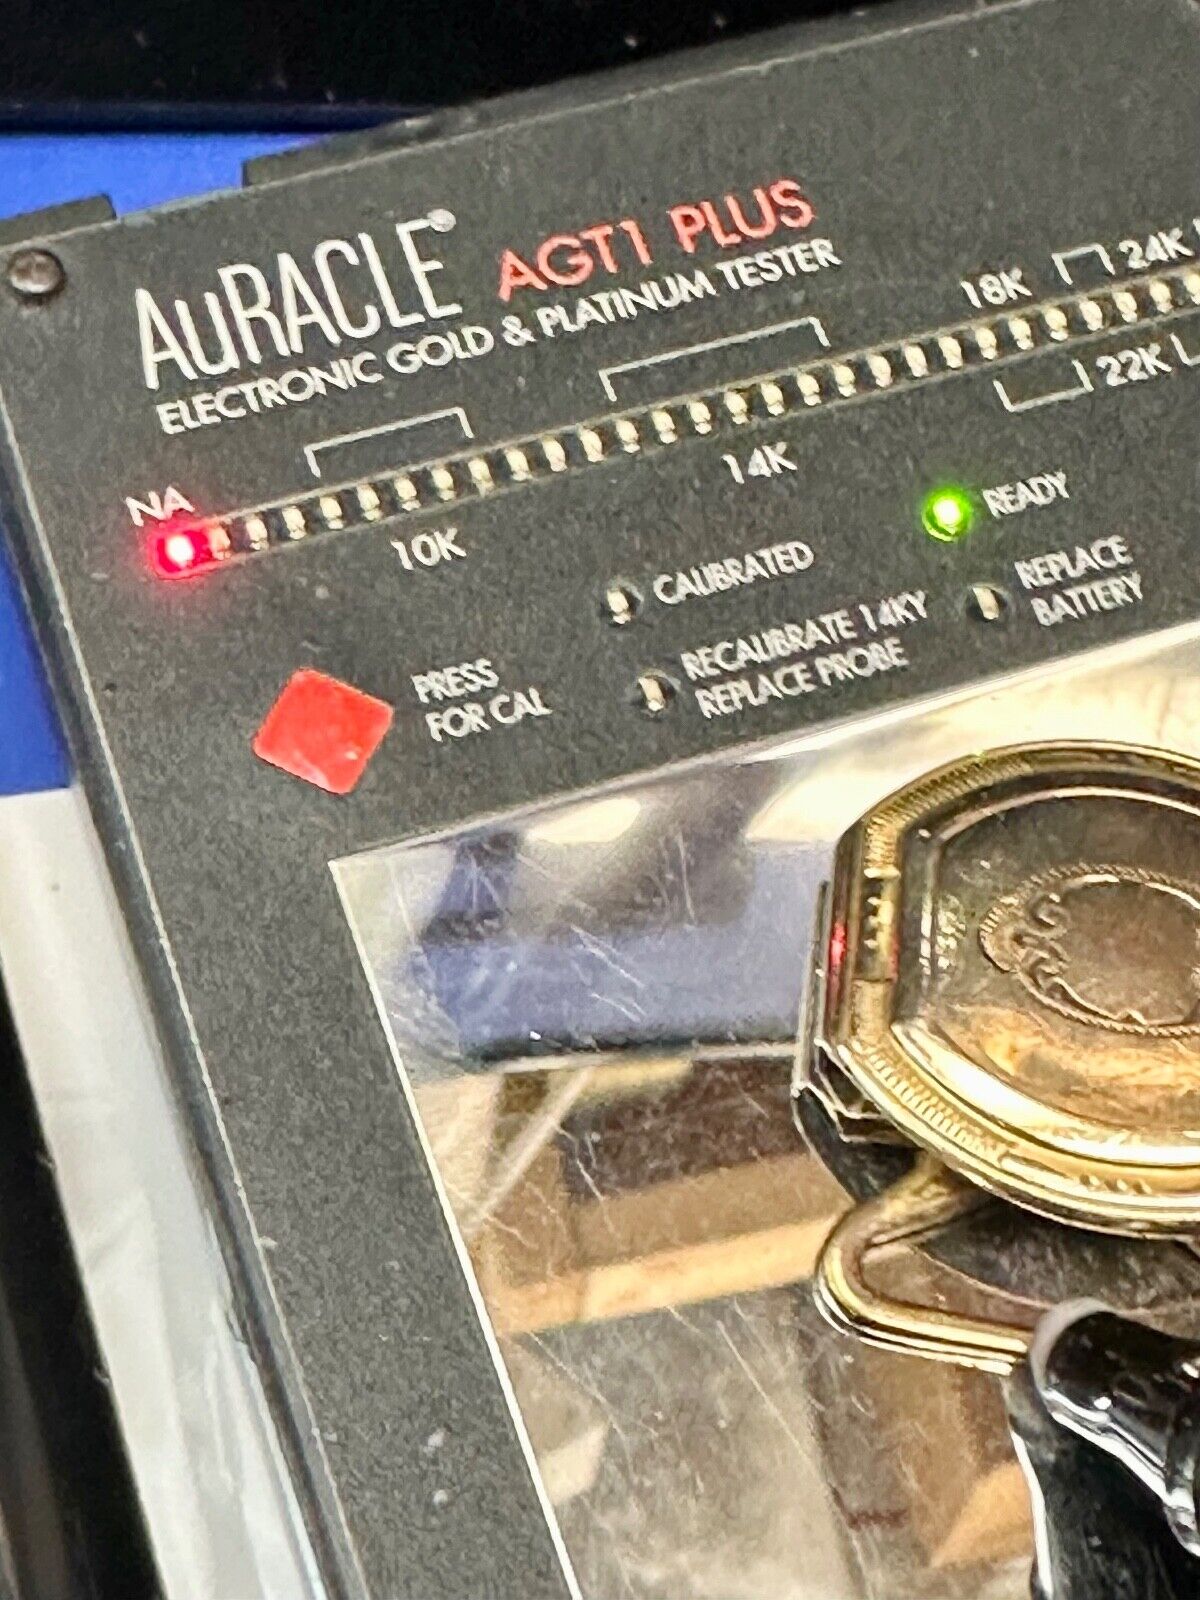 AuRACLE® AGT1 PLUS
ELECTRONIC GOLD & PLATINUM TESTER
18K
24K
22K
14K
NA
10K
READY
CALIBRATED
REPLACE
BATTERY
RECALIBRATE 14KY
REPLACE PROBE
PRESS
FOR CAL